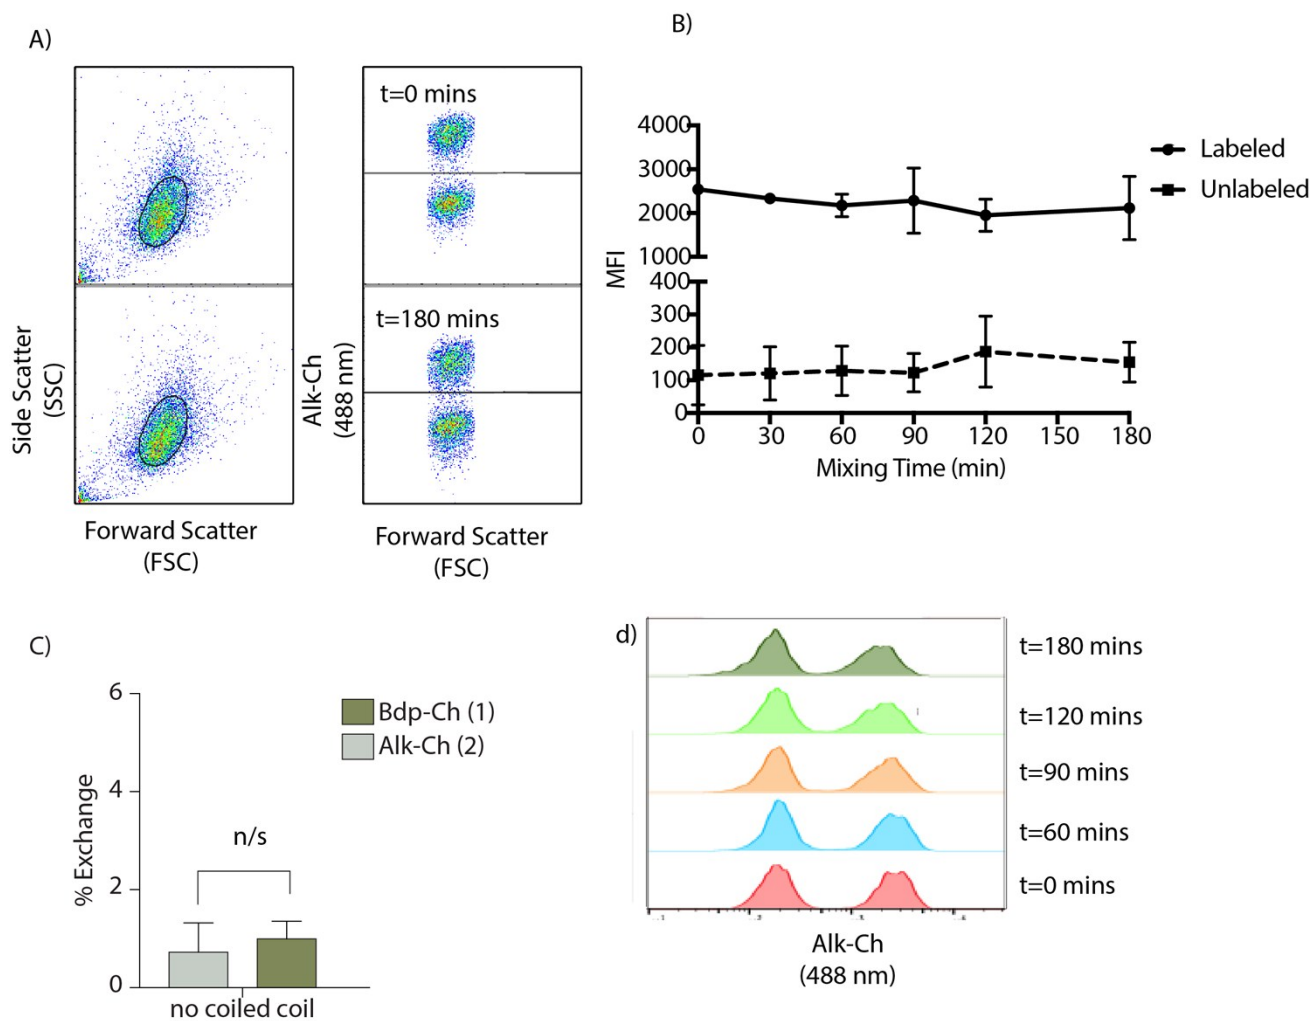 A)
t=0 mins
t=180 mins
Side Scatter
(SSC)
Alk-Ch
(488 nm)
Forward Scatter
(FSC)
Forward Scatter
(FSC)
B)
4000
3000
2000
1000
400
300
200
100
0
MFI
0 30 60 90 120 150 180
Mixing Time (min)
Labeled
Unlabeled
C)
6
4
2
0
% Exchange
n/s
Bdp-Ch (1)
Alk-Ch (2)
no coiled coil
d)
t=180 mins
t=120 mins
t=90 mins
t=60 mins
t=0 mins
Alk-Ch
(488 nm)